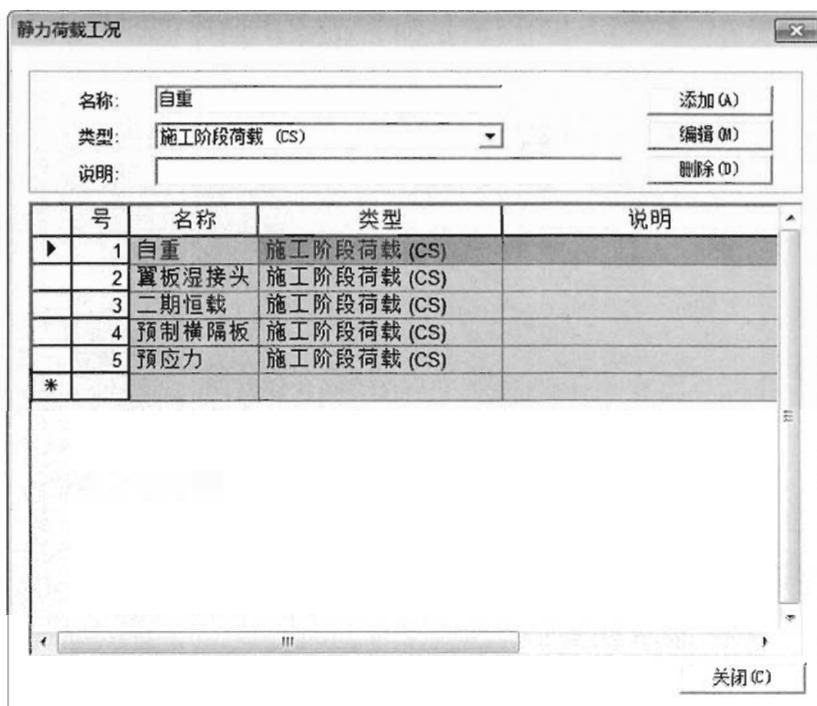 静力荷载工况
名称: 自重 添加(A)
类型: 施工阶段荷载 (CS) 编辑(M)
说明: 删除(D)
号 名称 类型 说明
1 自重 施工阶段荷载 (CS)
2 翼板湿接头 施工阶段荷载 (CS)
3 二期恒载 施工阶段荷载 (CS)
4 预制横隔板 施工阶段荷载 (CS)
5 预应力 施工阶段荷载 (CS)
*
关闭(C)